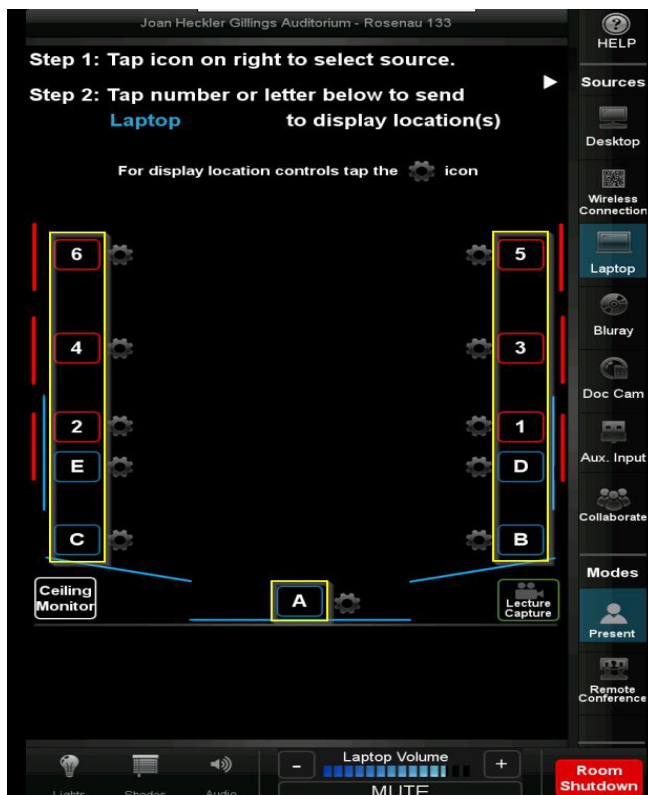 Joan Heckler Gillings Auditorium - Rosenau 133
HELP
Step 1: Tap icon on right to select source.
Step 2: Tap number or letter below to send
Laptop to display location(s)
For display location controls tap the icon
Sources
Desktop
Wireless
Connection
Laptop
Bluray
Doc Cam
Aux. Input
Collaborate
6
5
4
3
2
1
E
D
C
B
Ceiling
Monitor
A
Lecture
Capture
Modes
Present
Remote
Conference
Lights
Shades
Audio
-
Laptop Volume
+
MUTE
Room
Shutdown